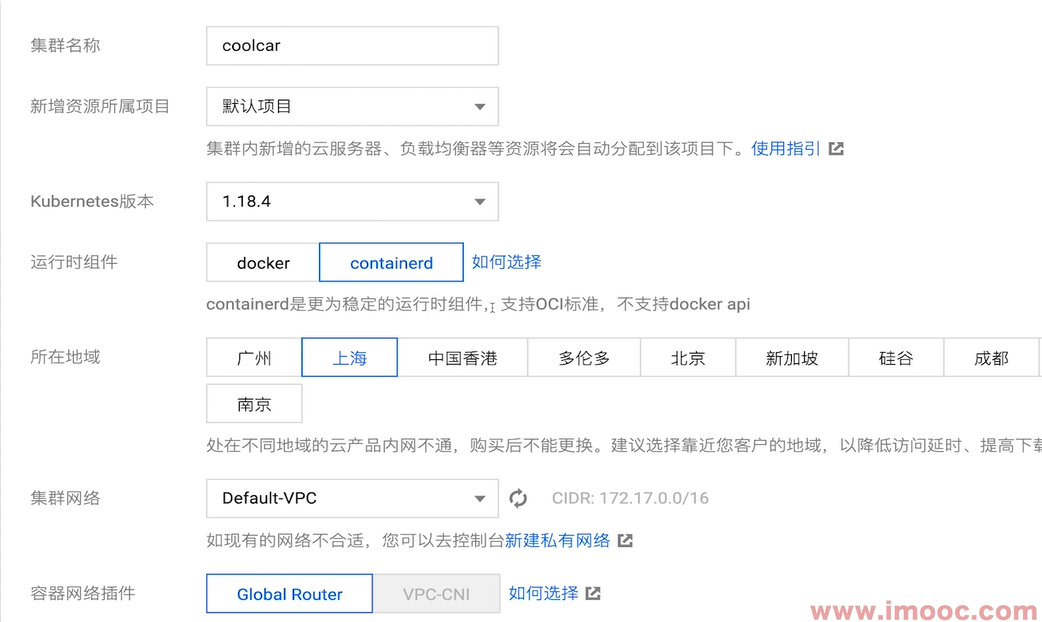 集群名称 coolcar
新增资源所属项目 默认项目
集群内新增的云服务器、负载均衡器等资源将会自动分配到该项目下。使用指引
Kubernetes版本 1.18.4
运行时组件 docker containerd 如何选择
containerd是更为稳定的运行时组件,支持OCI标准，不支持docker api
所在地域 广州 上海 中国香港 多伦多 北京 新加坡 硅谷 成都
南京
处在不同地域的云产品内网不通，购买后不能更换。建议选择靠近您客户的地域，以降低访问延时、提高下载
集群网络 Default-VPC CIDR: 172.17.0.0/16
如现有的网络不合适，您可以去控制台新建私有网络
容器网络插件 Global Router VPC-CNI 如何选择
www.imooc.com